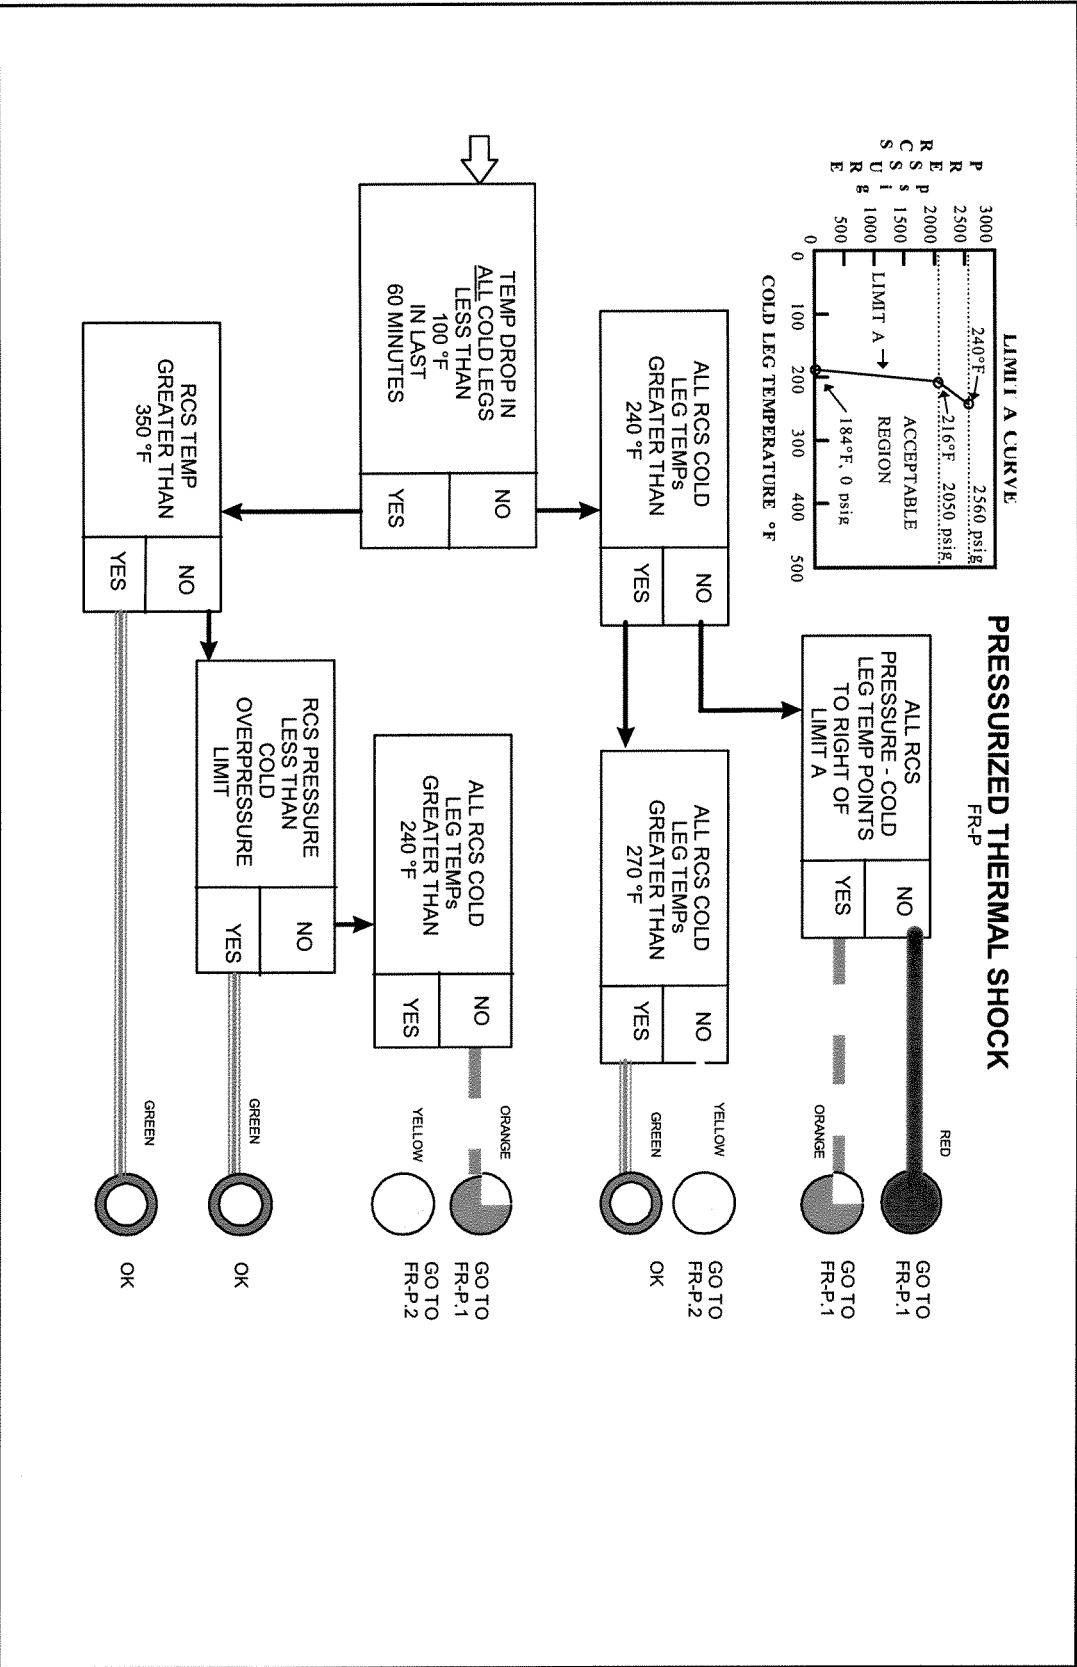 PRESSURIZED THERMAL SHOCK
FR-P
LIMIT A CURVE
RCS PRESSURE psig
3000
2500
2000
1500
1000
500
0
240°F
2560 psig
216°F
2050 psig
LIMIT A
ACCEPTABLE
REGION
184°F, 0 psig
0
100
200
300
400
500
COLD LEG TEMPERATURE °F
ALL RCS
PRESSURE - COLD
LEG TEMP POINTS
TO RIGHT OF
LIMIT A
NO
YES
RED
GO TO
FR-P.1
ORANGE
GO TO
FR-P.1
ALL RCS COLD
LEG TEMPs
GREATER THAN
240 °F
NO
YES
ALL RCS COLD
LEG TEMPs
GREATER THAN
270 °F
NO
YES
YELLOW
GO TO
FR-P.2
GREEN
OK
TEMP DROP IN
ALL COLD LEGS
LESS THAN
100 °F
IN LAST
60 MINUTES
NO
YES
ALL RCS COLD
LEG TEMPs
GREATER THAN
240 °F
NO
YES
ORANGE
GO TO
FR-P.1
YELLOW
GO TO
FR-P.2
RCS PRESSURE
LESS THAN
COLD
OVERPRESSURE
LIMIT
NO
YES
GREEN
OK
RCS TEMP
GREATER THAN
350 °F
NO
YES
GREEN
OK